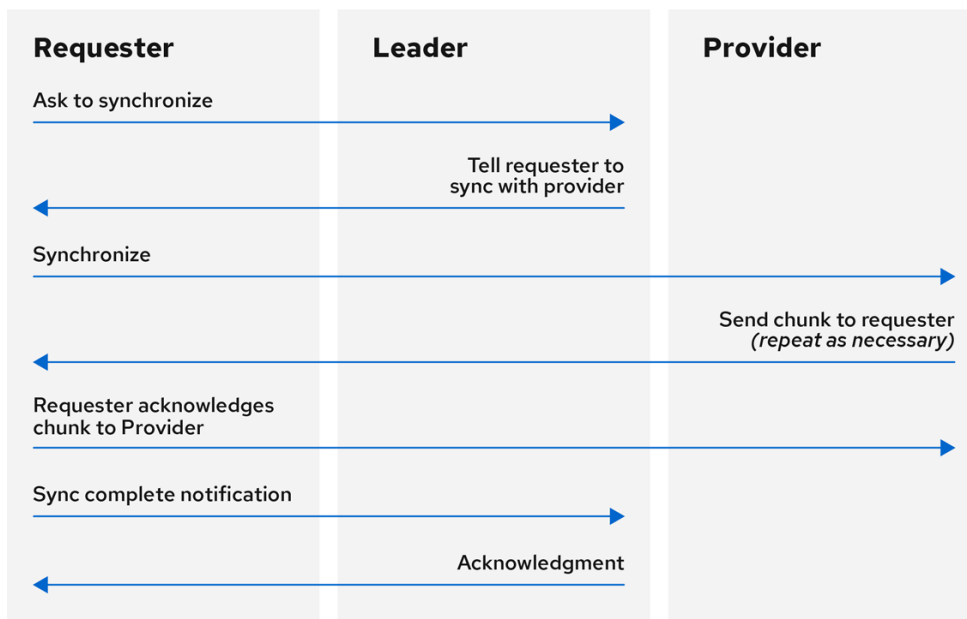 Requester
Leader
Provider
Ask to synchronize
Tell requester to
sync with provider
Synchronize
Send chunk to requester
(repeat as necessary)
Requester acknowledges
chunk to Provider
Sync complete notification
Acknowledgment